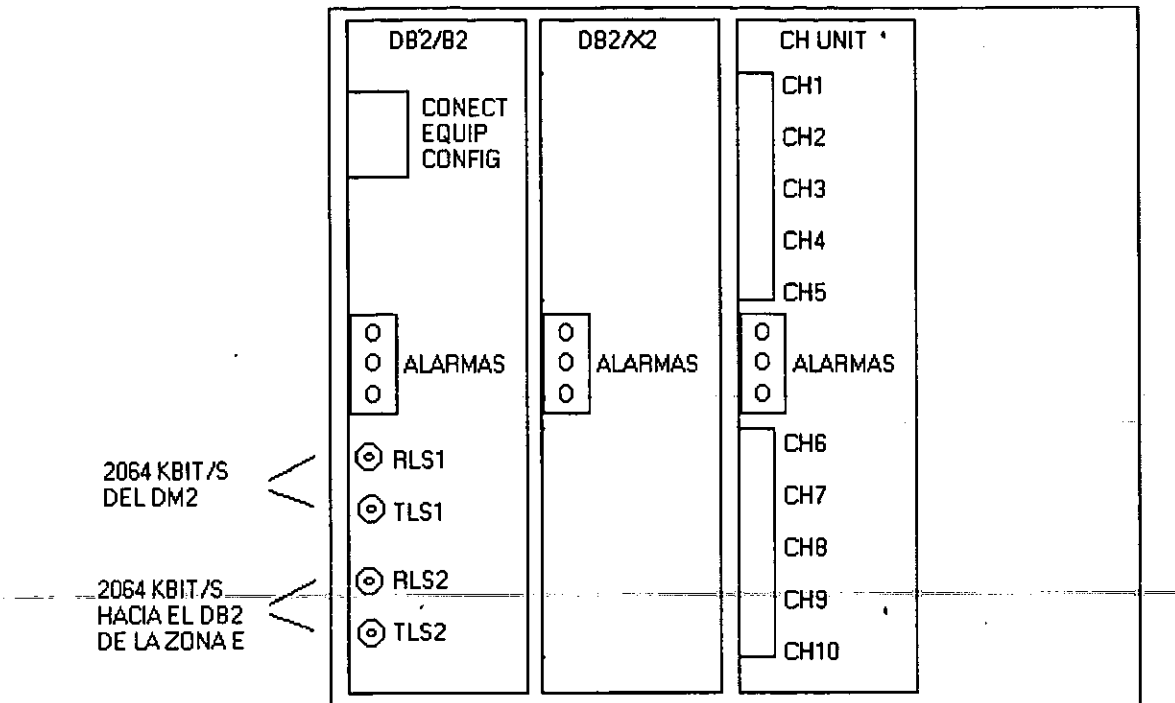 DB2/B2
CONECT
EQUIP
CONFIG
ALARMAS
RLS1
TLS1
RLS2
TLS2
2064 KBIT/S
DEL DM2
2064 KBIT/S
HACIA EL DB2
DE LA ZONA E
DB2/X2
ALARMAS
CH UNIT
CH1
CH2
CH3
CH4
CH5
ALARMAS
CH6
CH7
CH8
CH9
CH10